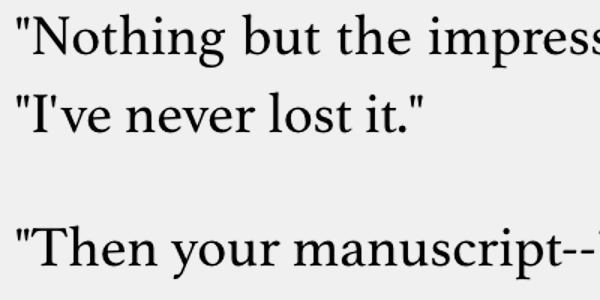 "Nothing but the impress
"I've never lost it."
"Then your manuscript--"